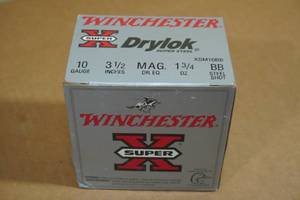 WINCHESTER
SUPER X Drylok
SUPER STEEL
XSM10BB
10 3 1/2 MAG. 1 3/4 BB
GAUGE INCHES DR.EQ. OZ. STEEL SHOT
WINCHESTER
SUPER X